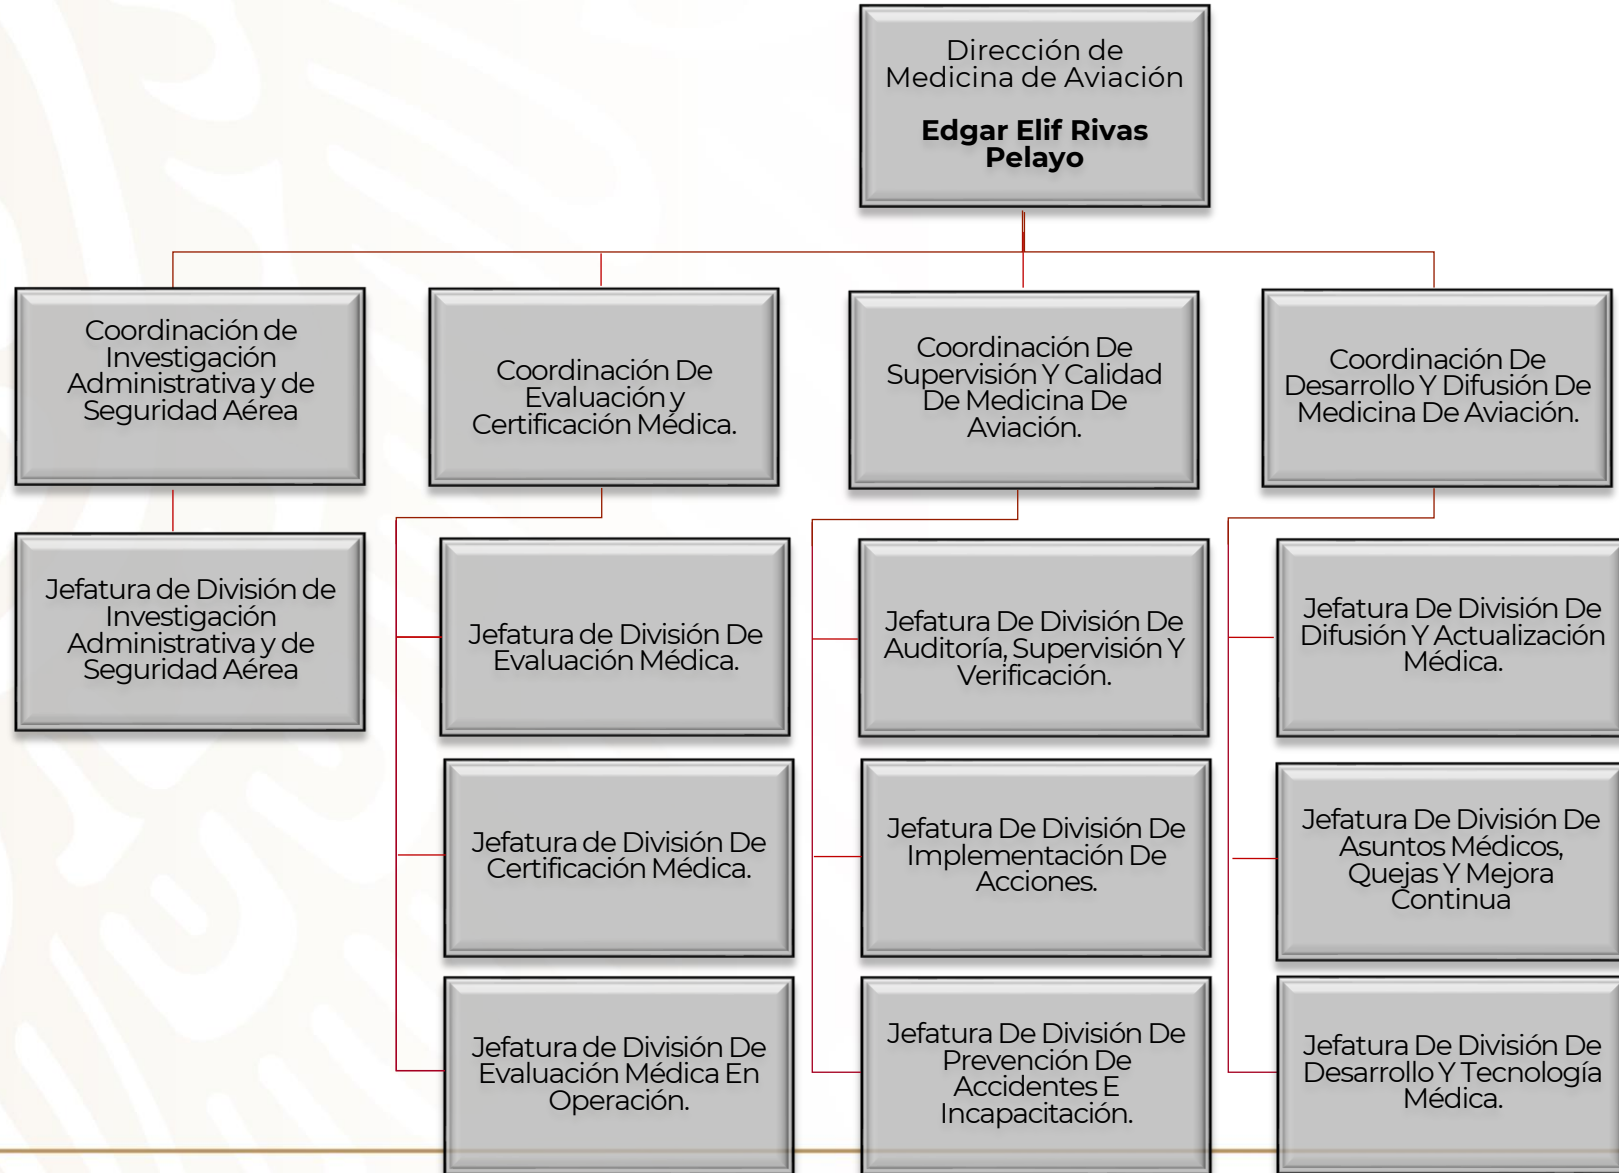 Dirección de
Medicina de Aviación
Edgar Elif Rivas
Pelayo
Coordinación de
Investigación
Administrativa y de
Seguridad Aérea
Coordinación De
Evaluación y
Certificación Médica.
Coordinación De
Supervisión Y Calidad
De Medicina De
Aviación.
Coordinación De
Desarrollo Y Difusión De
Medicina De Aviación.
Jefatura de División de
Investigación
Administrativa y de
Seguridad Aérea
Jefatura de División De
Evaluación Médica.
Jefatura De División De
Auditoría, Supervisión Y
Verificación.
Jefatura De División De
Difusión Y Actualización
Médica.
Jefatura de División De
Certificación Médica.
Jefatura De División De
Implementación De
Acciones.
Jefatura De División De
Asuntos Médicos,
Quejas Y Mejora
Continua
Jefatura de División De
Evaluación Médica En
Operación.
Jefatura De División De
Prevención De
Accidentes E
Incapacitación.
Jefatura De División De
Desarrollo Y Tecnología
Médica.